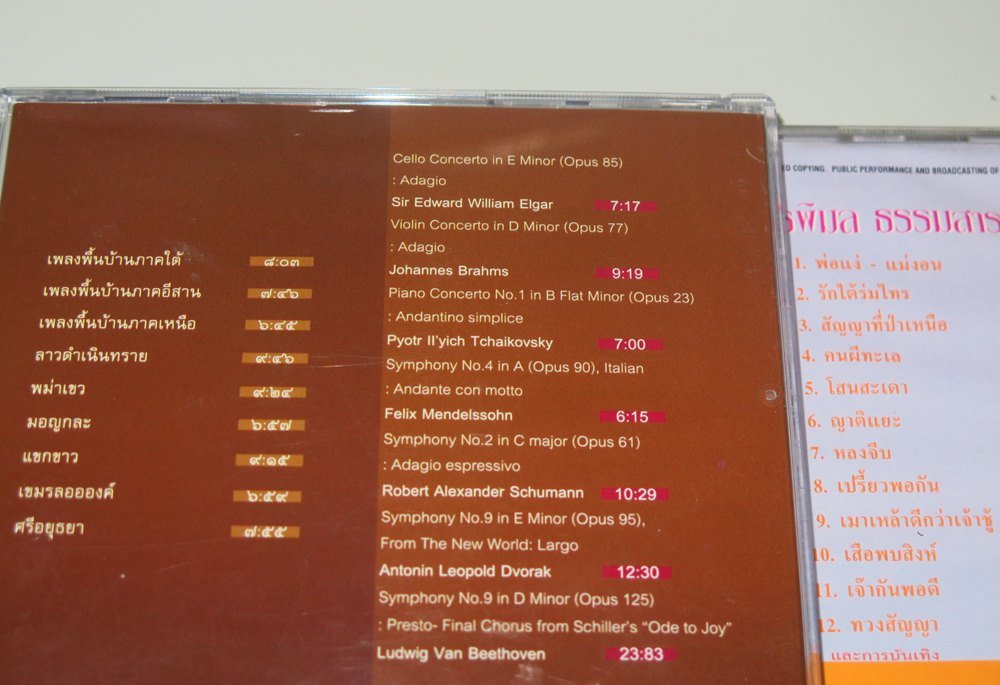 เพลงพื้นบ้านภาคใต้ ๘:๐๓
เพลงพื้นบ้านภาคอีสาน ๗:๔๖
เพลงพื้นบ้านภาคเหนือ ๖:๔๕
ลาวดำเนินทราย ๙:๔๖
พม่าเขว ๙:๒๔
มอญกละ ๖:๕๗
แขกขาว ๙:๑๕
เขมรลอยองค์ ๖:๕๙
ศรีอยุธยา ๗:๕๕
Cello Concerto in E Minor (Opus 85)
: Adagio
Sir Edward William Elgar 7:17
Violin Concerto in D Minor (Opus 77)
: Adagio
Johannes Brahms 9:19
Piano Concerto No.1 in B Flat Minor (Opus 23)
: Andantino simplice
Pyotr Il'yich Tchaikovsky 7:00
Symphony No.4 in A (Opus 90), Italian
: Andante con motto
Felix Mendelssohn 6:15
Symphony No.2 in C major (Opus 61)
: Adagio espressivo
Robert Alexander Schumann 10:29
Symphony No.9 in E Minor (Opus 95),
From The New World: Largo
Antonin Leopold Dvorak 12:30
Symphony No.9 in D Minor (Opus 125)
: Presto- Final Chorus from Schiller's "Ode to Joy"
Ludwig Van Beethoven 23:83
COPYING. PUBLIC PERFORMANCE AND BROADCASTING OF
1. พ่อแง่ - แม่งอน
2. รักใต้ร่มไทร
3. สัญญาที่ป่าเหนือ
4. คนผีทะเล
5. โสนสะเดา
6. ญาติแยะ
7. หลงจีบ
8. เปรี้ยวพอกัน
9. เมาเหล้าดีกว่าเจ้าชู้
10. เสือพบสิงห์
11. เจ๊ากันพอดี
12. ทวงสัญญา
และการบันเทิง